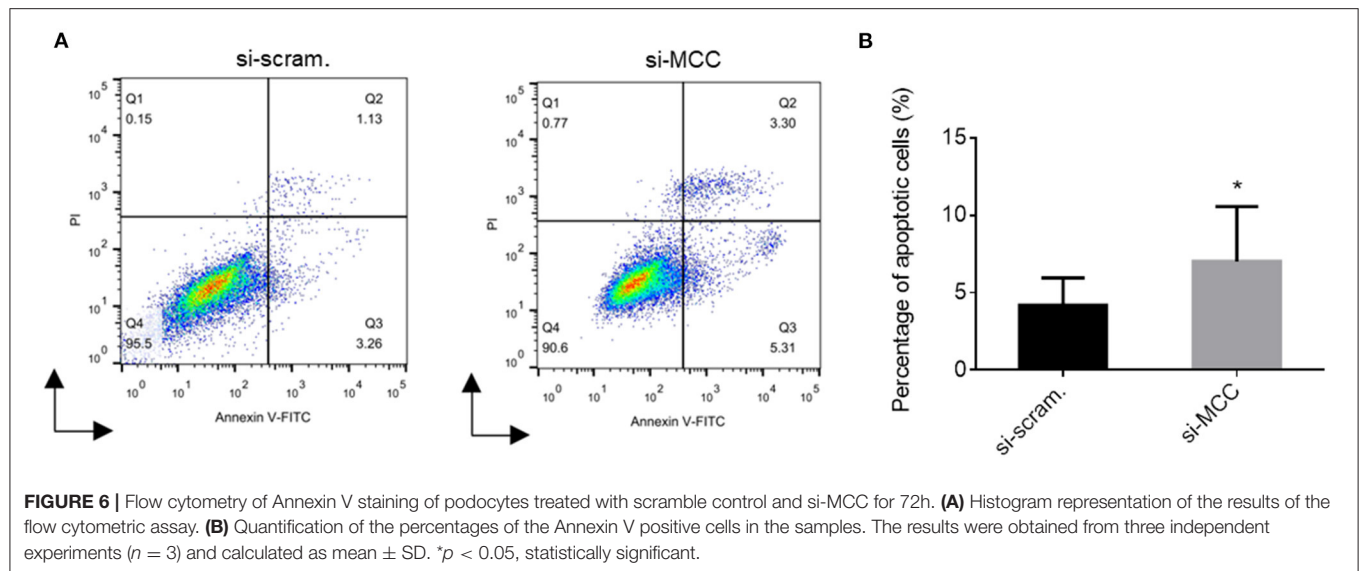 A
si-scram.
10^5
10^4
10^3
10^2
10^1
10^0
PI
Q1
0.15
Q2
1.13
Q4
95.5
Q3
3.26
10^0 10^1 10^2 10^3 10^4 10^5
Annexin V-FITC
si-MCC
10^5
10^4
10^3
10^2
10^1
10^0
PI
Q1
0.77
Q2
3.30
Q4
90.6
Q3
5.31
10^0 10^1 10^2 10^3 10^4 10^5
Annexin V-FITC
B
Percentage of apoptotic cells (%)
15
10
5
0
*
si-scram.
si-MCC
FIGURE 6 | Flow cytometry of Annexin V staining of podocytes treated with scramble control and si-MCC for 72h. (A) Histogram representation of the results of the
flow cytometric assay. (B) Quantification of the percentages of the Annexin V positive cells in the samples. The results were obtained from three independent
experiments (n = 3) and calculated as mean ± SD. *p < 0.05, statistically significant.